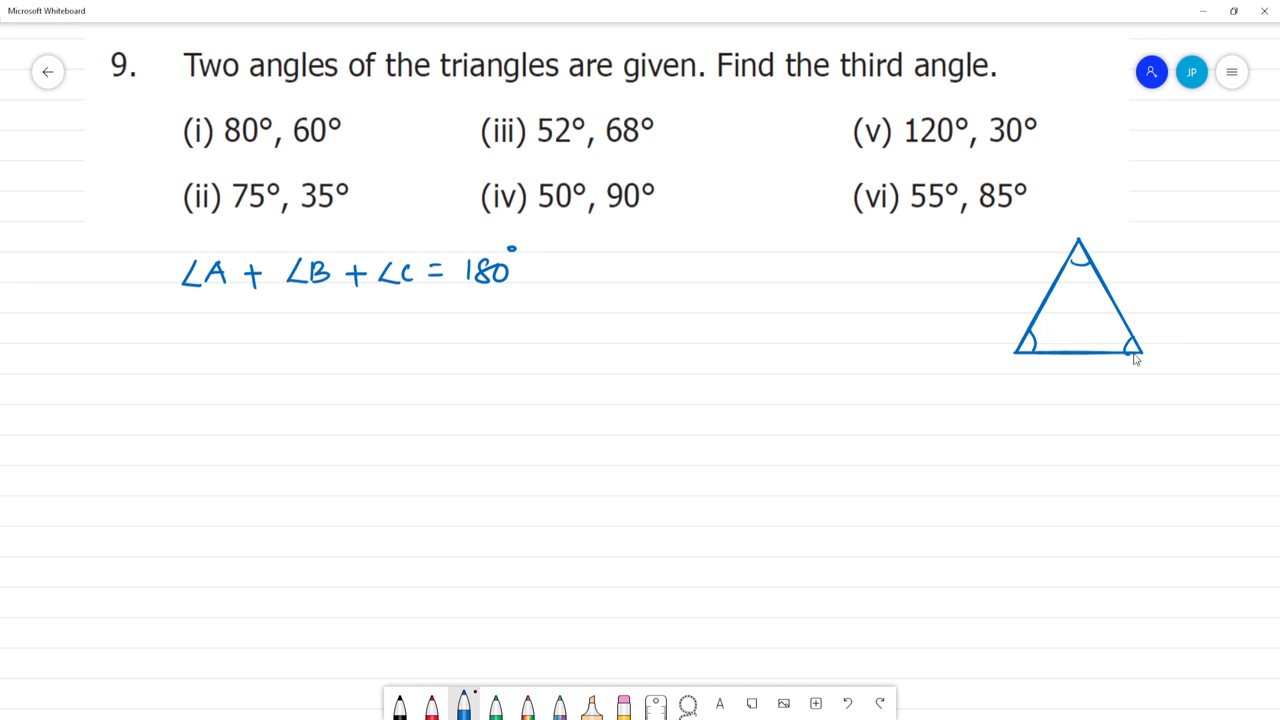 Microsoft Whiteboard
9. Two angles of the triangles are given. Find the third angle.
JP
(i) 80°, 60° (iii) 52°, 68° (v) 120°, 30°
(ii) 75°, 35° (iv) 50°, 90° (vi) 55°, 85°
∠A + ∠B + ∠C = 180°
A